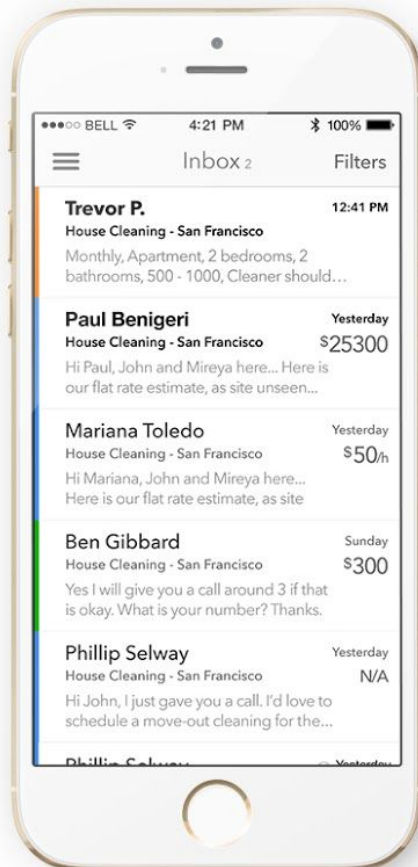 BELL 4:21 PM 100%
Inbox 2 Filters
Trevor P. 12:41 PM
House Cleaning - San Francisco
Monthly, Apartment, 2 bedrooms, 2
bathrooms, 500 - 1000, Cleaner should...
Paul Benigeri Yesterday
House Cleaning - San Francisco $25300
Hi Paul, John and Mireya here... Here is
our flat rate estimate, as site unseen...
Mariana Toledo Yesterday
House Cleaning - San Francisco $50/h
Hi Mariana, John and Mireya here...
Here is our flat rate estimate, as site
Ben Gibbard Sunday
House Cleaning - San Francisco $300
Yes I will give you a call around 3 if that
is okay. What is your number? Thanks.
Phillip Selway Yesterday
House Cleaning - San Francisco N/A
Hi John, I just gave you a call. I'd love to
schedule a move-out cleaning for the...
Phillip Selway Yesterday